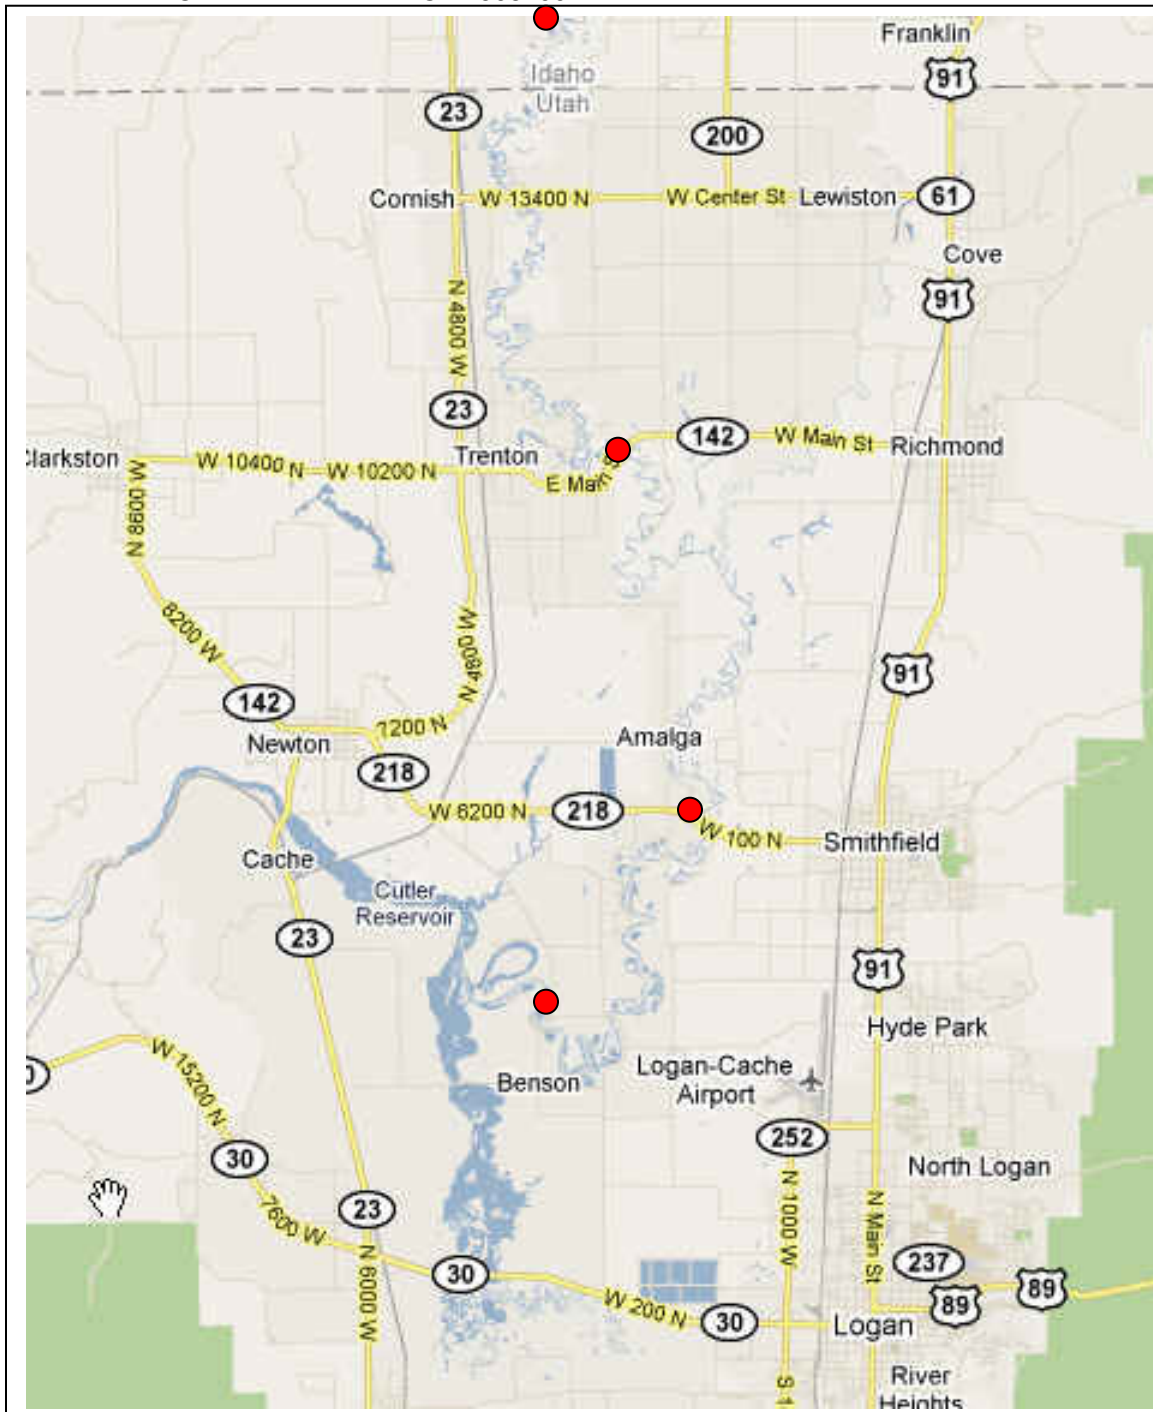 Franklin
91
Idaho
Utah
23
200
Cornish
W 13400 N
W Center St
Lewiston
61
Cove
91
N 4800 W
23
142
W Main St
Richmond
Clarkston
W 10400 N
W 10200 N
Trenton
E Main S
N 8600 W
8200 W
N 4800 W
91
142
7200 N
Newton
Amalga
218
W 6200 N
218
W 100 N
Smithfield
Cache
Cutler
Reservoir
23
91
Hyde Park
W 15200 N
Benson
Logan-Cache
Airport
252
30
North Logan
23
7600 W
N 1000 W
N Main St
237
N 6000 W
30
89
89
W 200 N
30
Logan
S 1
River
Heights